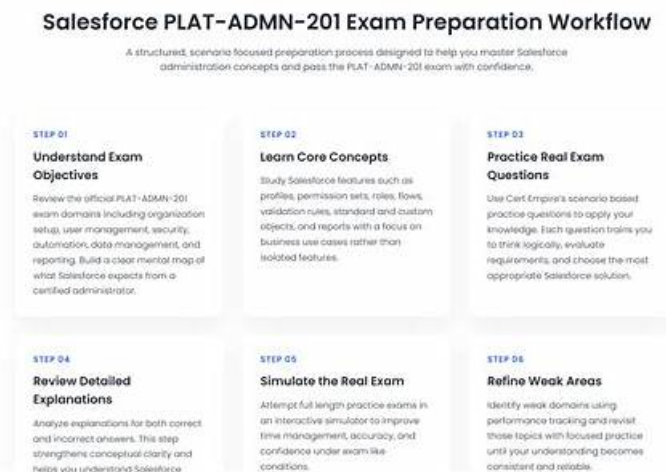 Salesforce PLAT-ADMN-201 Exam Preparation Workflow
A structured, scenario focused preparation process designed to help you master Salesforce
administration concepts and pass the PLAT-ADMN-201 exam with confidence.
STEP 01
Understand Exam
Objectives
Review the official PLAT-ADMN-201
exam domains including organization
setup, user management, security,
automation, data management, and
reporting. Build a clear mental map of
what Salesforce expects from a
certified administrator.
STEP 02
Learn Core Concepts
Study Salesforce features such as
profiles, permission sets, roles, flows,
validation rules, standard and custom
objects, and reports with a focus on
business use cases rather than
isolated features.
STEP 03
Practice Real Exam
Questions
Use Cert Empire's scenario based
practice questions to apply your
knowledge. Each question trains you
to think logically, evaluate
requirements, and choose the most
appropriate Salesforce solution.
STEP 04
Review Detailed
Explanations
Analyze explanations for both correct
and incorrect answers. This step
strengthens conceptual clarity and
helps you understand Salesforce
STEP 05
Simulate the Real Exam
Attempt full length practice exams in
an interactive simulator to improve
time management, accuracy, and
confidence under exam like
conditions.
STEP 06
Refine Weak Areas
Identify weak domains using
performance tracking and revisit
those topics with focused practice
until your understanding becomes
consistent and reliable.